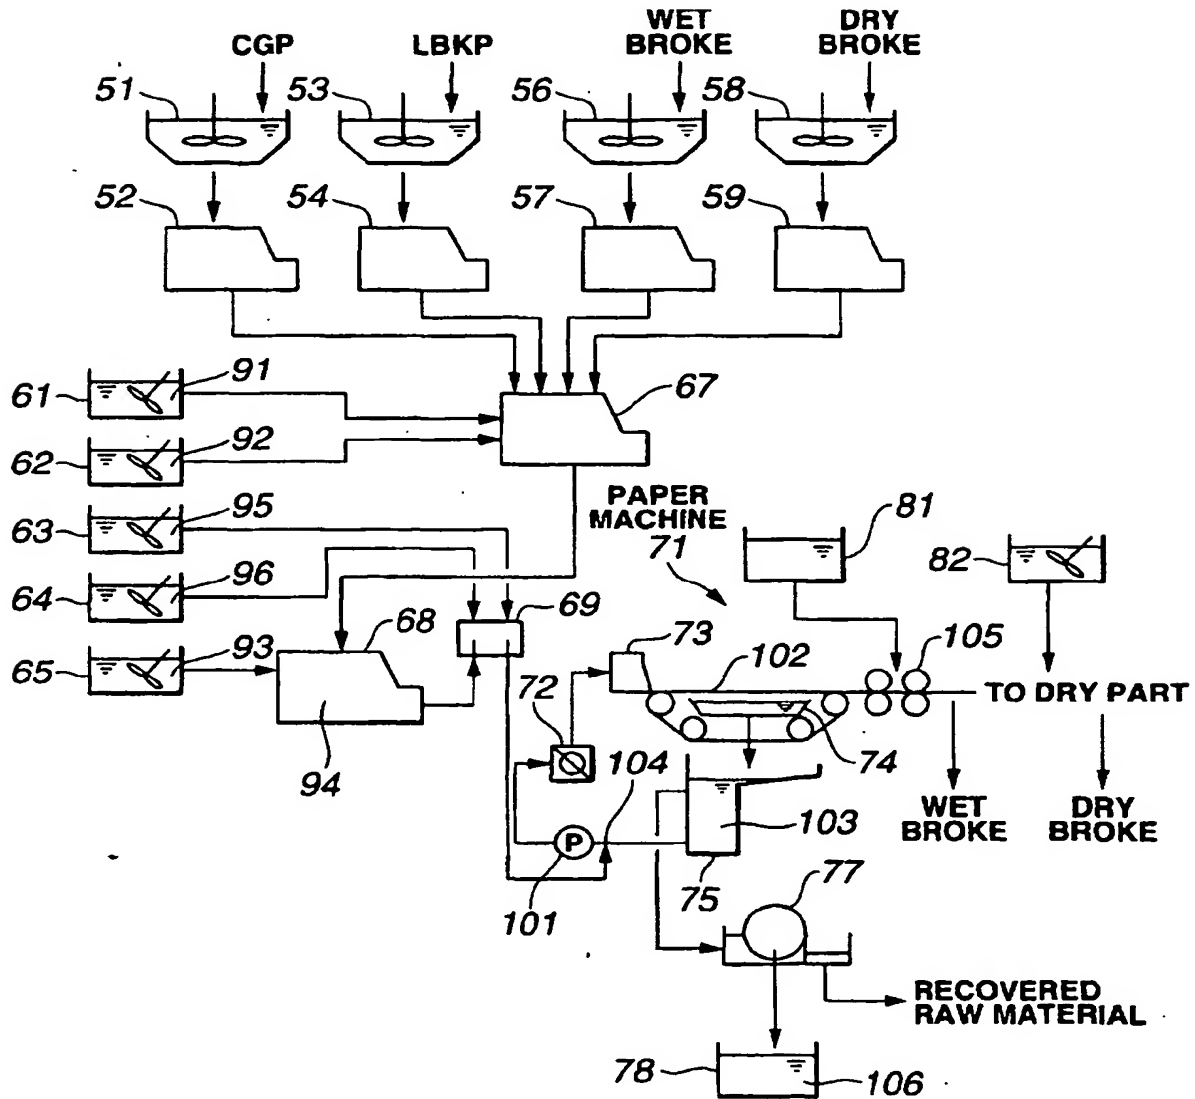 CGP
LBKP
WET
BROKE
DRY
BROKE
51
53
56
58
52
54
57
59
61
91
67
62
92
63
95
PAPER
MACHINE
71
81
82
64
96
69
68
73
102
105
65
93
TO DRY PART
72
94
104
74
103
WET
BROKE
DRY
BROKE
P
101
75
77
RECOVERED
RAW MATERIAL
78
106